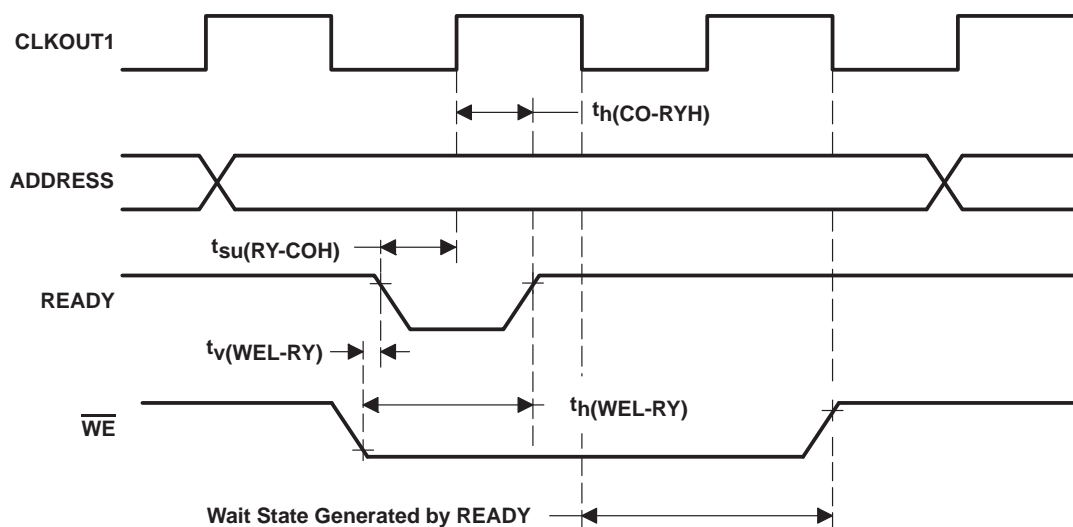 CLKOUT1
th(CO-RYH)
ADDRESS
tsu(RY-COH)
READY
tv(WEL-RY)
th(WEL-RY)
WE
Wait State Generated by READY